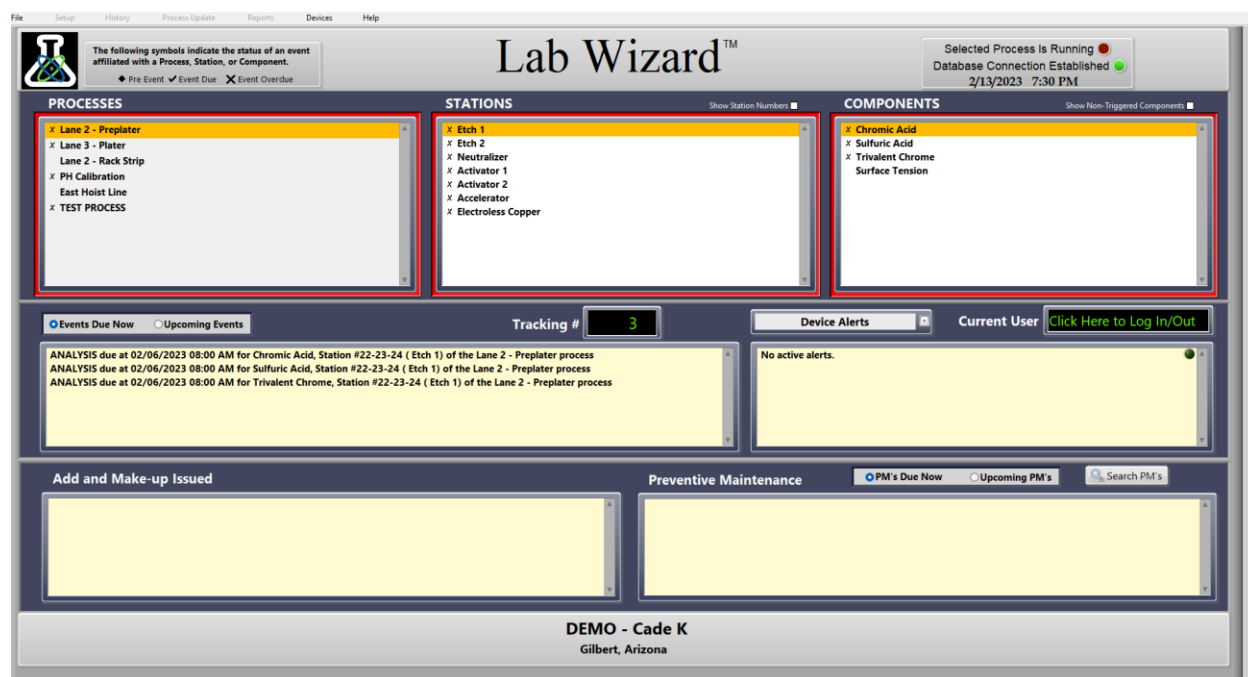 File Setup History Process Update Reports Devices Help
The following symbols indicate the status of an event
affiliated with a Process, Station, or Component.
◆ Pre Event ✔ Event Due ✕ Event Overdue
Lab Wizard™
Selected Process Is Running
Database Connection Established
2/13/2023 7:30 PM
PROCESSES
x Lane 2 - Preplater
x Lane 3 - Plater
Lane 2 - Rack Strip
x PH Calibration
East Hoist Line
x TEST PROCESS
STATIONS
Show Station Numbers
x Etch 1
x Etch 2
x Neutralizer
x Activator 1
x Activator 2
x Accelerator
x Electroless Copper
COMPONENTS
Show Non-Triggered Components
x Chromic Acid
x Sulfuric Acid
x Trivalent Chrome
Surface Tension
Events Due Now Upcoming Events
Tracking # 3
Device Alerts
Current User Click Here to Log In/Out
ANALYSIS due at 02/06/2023 08:00 AM for Chromic Acid, Station #22-23-24 ( Etch 1) of the Lane 2 - Preplater process
ANALYSIS due at 02/06/2023 08:00 AM for Sulfuric Acid, Station #22-23-24 ( Etch 1) of the Lane 2 - Preplater process
ANALYSIS due at 02/06/2023 08:00 AM for Trivalent Chrome, Station #22-23-24 ( Etch 1) of the Lane 2 - Preplater process
No active alerts.
Add and Make-up Issued
Preventive Maintenance
PM's Due Now Upcoming PM's
Search PM's
DEMO - Cade K
Gilbert, Arizona